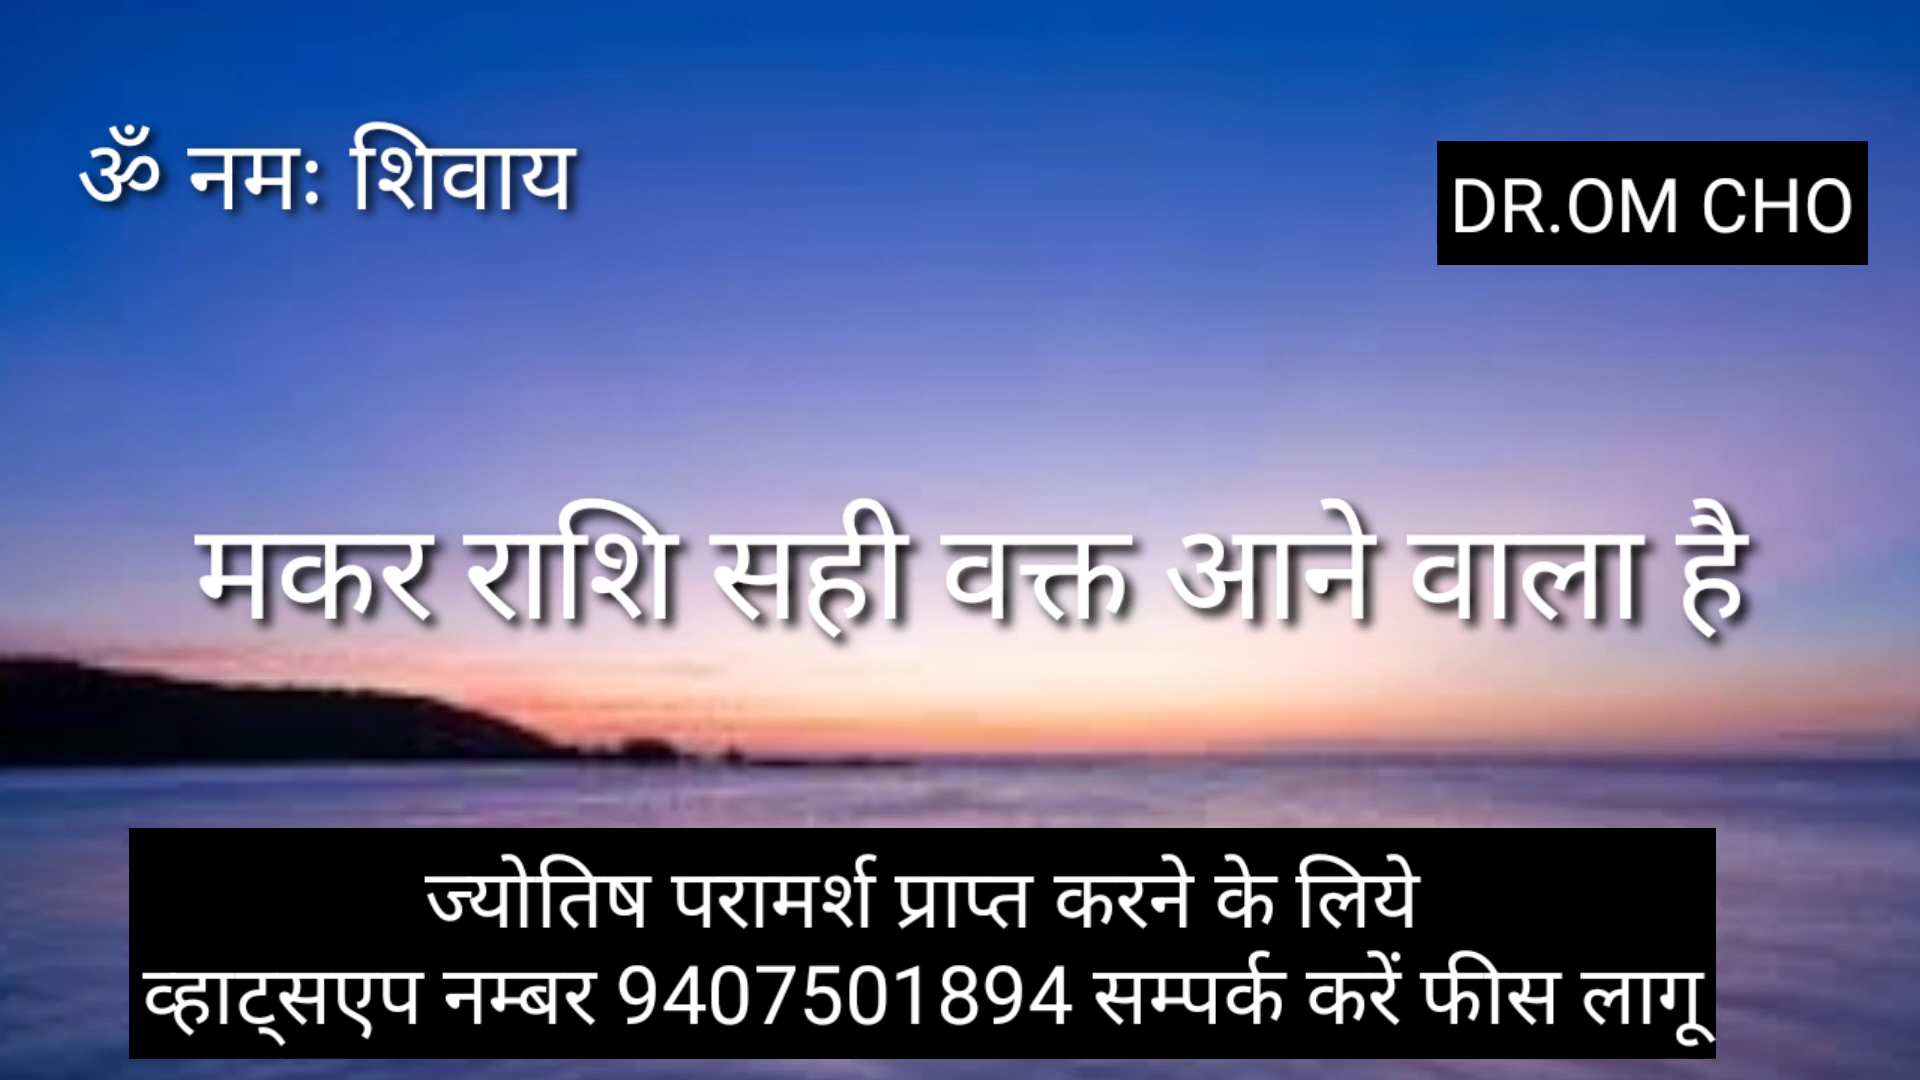 ॐ नमः शिवाय
DR.OM CHO
मकर राशि सही वक्त आने वाला है
ज्योतिष परामर्श प्राप्त करने के लिये
व्हाट्सएप नम्बर 9407501894 सम्पर्क करें फीस लागू